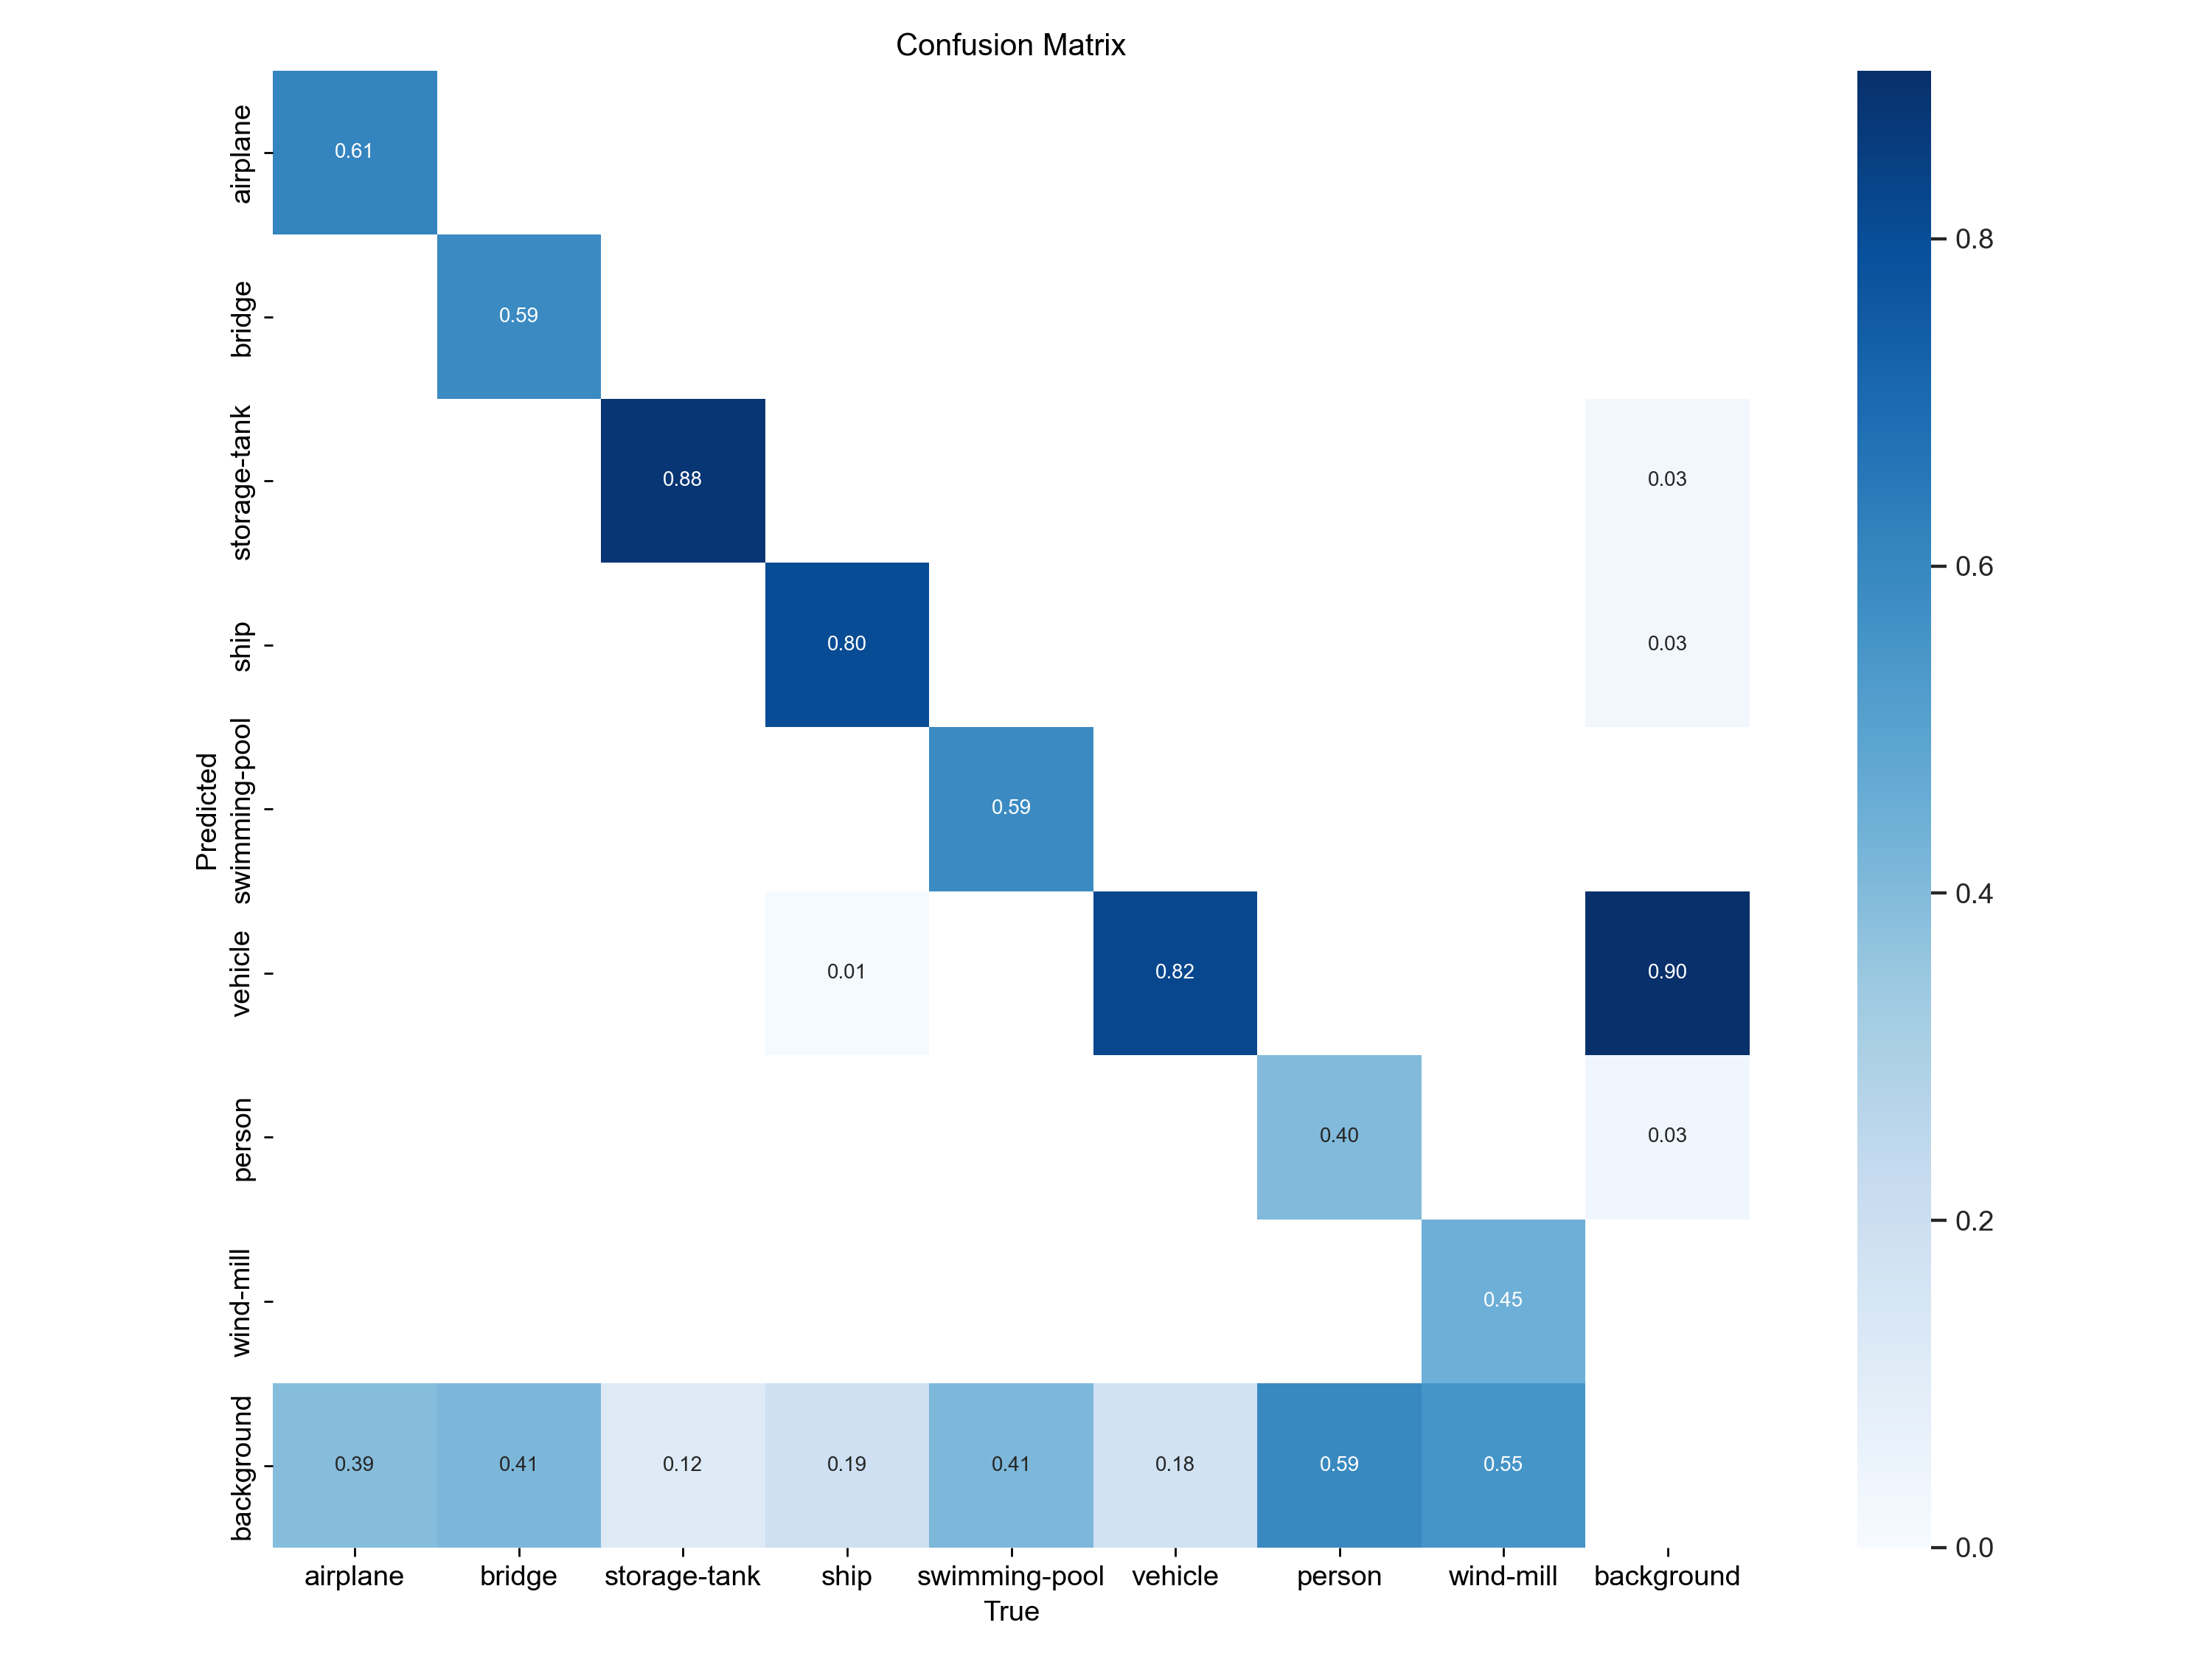 Confusion Matrix
airplane
0.61
bridge
0.59
0.8
storage-tank
0.88
0.03
0.6
ship
0.80
0.03
Predicted
swimming-pool
0.59
0.4
vehicle
0.01 0.82 0.90
person
0.40 0.03
0.2
wind-mill
0.45
background
0.39 0.41 0.12 0.19 0.41 0.18 0.59 0.55
0.0
airplane bridge storage-tank ship swimming-pool vehicle person wind-mill background
True